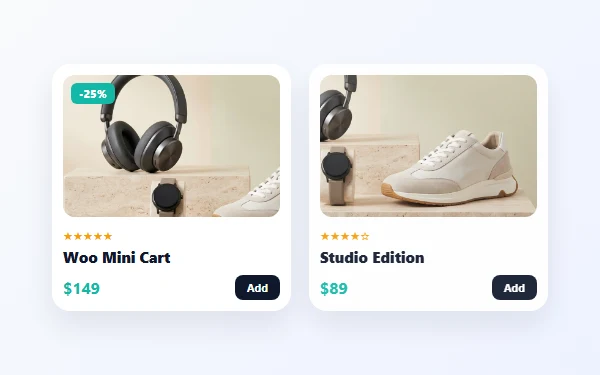 -25%
★★★★★
Woo Mini Cart
$149
Add
★★★★☆
Studio Edition
$89
Add